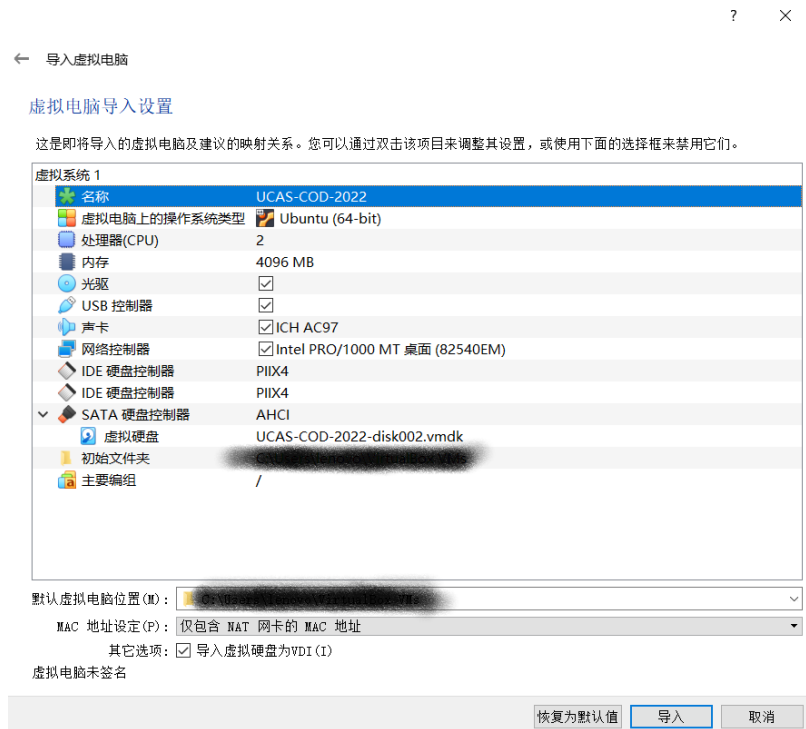 ?
导入虚拟电脑
虚拟电脑导入设置
这是即将导入的虚拟电脑及建议的映射关系。您可以通过双击该项目来调整其设置，或使用下面的选择框来禁用它们。
虚拟系统 1
名称 UCAS-COD-2022
虚拟电脑上的操作系统类型 Ubuntu (64-bit)
处理器(CPU) 2
内存 4096 MB
光驱
USB 控制器
声卡 ICH AC97
网络控制器 Intel PRO/1000 MT 桌面 (82540EM)
IDE 硬盘控制器 PIIX4
IDE 硬盘控制器 PIIX4
SATA 硬盘控制器 AHCI
虚拟硬盘 UCAS-COD-2022-disk002.vmdk
初始文件夹
主要编组 /
默认虚拟电脑位置(M):
MAC 地址设定(P): 仅包含 NAT 网卡的 MAC 地址
其它选项: 导入虚拟硬盘为VDI(I)
虚拟电脑未签名
恢复为默认值 导入 取消